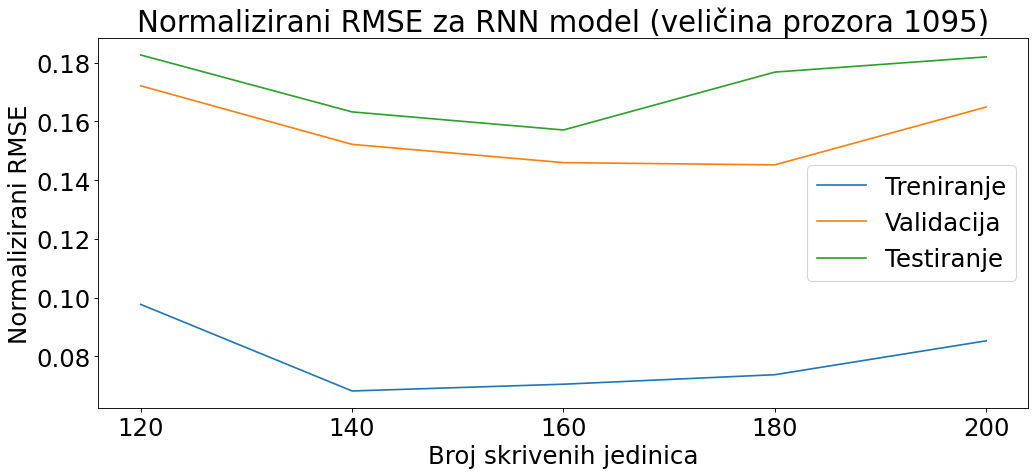 Normalizirani RMSE za RNN model (veličina prozora 1095)
Normalizirani RMSE
0.18
0.16
0.14
0.12
0.10
0.08
Treniranje
Validacija
Testiranje
120 140 160 180 200
Broj skrivenih jedinica